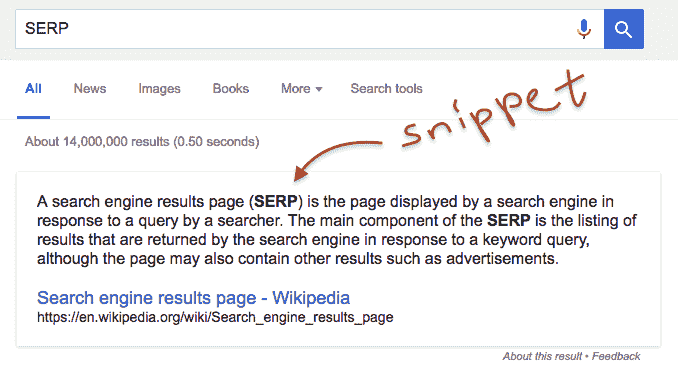 SERP
All News Images Books More Search tools
snippet
About 14,000,000 results (0.50 seconds)
A search engine results page (SERP) is the page displayed by a search engine in
response to a query by a searcher. The main component of the SERP is the listing of
results that are returned by the search engine in response to a keyword query,
although the page may also contain other results such as advertisements.
Search engine results page - Wikipedia
https://en.wikipedia.org/wiki/Search_engine_results_page
About this result • Feedback